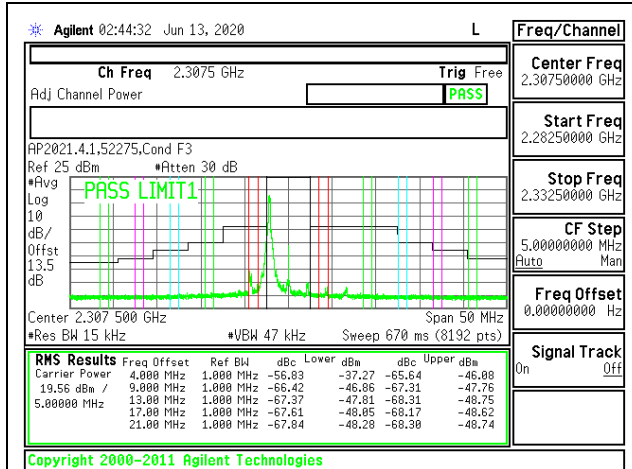 Agilent 02:44:32 Jun 13, 2020 L
Freq/Channel
Ch Freq 2.3075 GHz Trig Free
Adj Channel Power PASS
AP2021.4.1,52275,Cond F3
Ref 25 dBm #Atten 30 dB
#Avg
Log
10
dB/
Offst
13.5
dB
PASS LIMIT1
Center 2.307 500 GHz Span 50 MHz
#Res BW 15 kHz #VBW 47 kHz Sweep 670 ms (8192 pts)
RMS Results Freq Offset Ref BW dBc Lower dBm dBc Upper dBm
Carrier Power 4.000 MHz 1.000 MHz -56.83 -37.27 -65.64 -46.08
19.56 dBm / 9.000 MHz 1.000 MHz -66.42 -46.86 -67.31 -47.76
5.00000 MHz 13.00 MHz 1.000 MHz -67.37 -47.81 -68.31 -48.75
17.00 MHz 1.000 MHz -67.61 -48.05 -68.17 -48.62
21.00 MHz 1.000 MHz -67.84 -48.28 -68.30 -48.74
Copyright 2000-2011 Agilent Technologies
Center Freq
2.30750000 GHz
Start Freq
2.28250000 GHz
Stop Freq
2.33250000 GHz
CF Step
5.00000000 MHz
Auto Man
Freq Offset
0.00000000 Hz
Signal Track
On Off